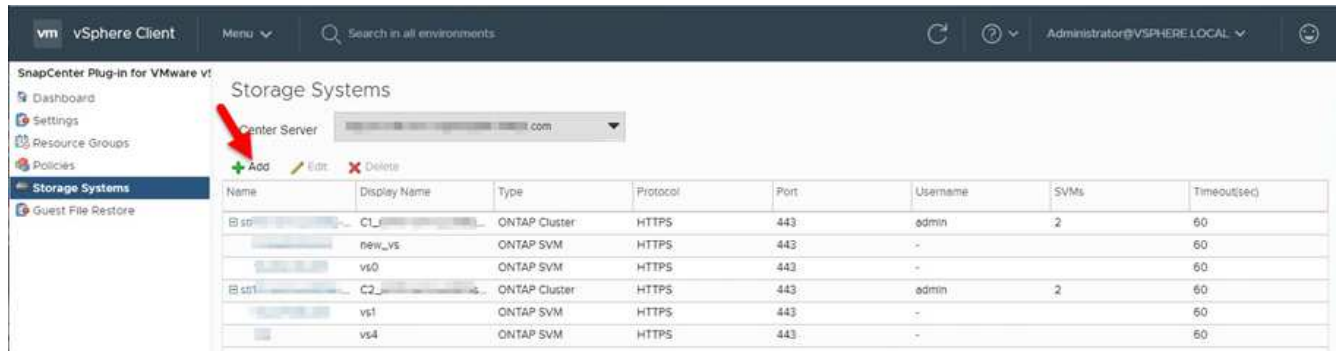 vm vSphere Client Menu Search in all environments Administrator@VSPHERE.LOCAL
SnapCenter Plug-in for VMware vS
Dashboard
Settings
Resource Groups
Policies
Storage Systems
Guest File Restore
Storage Systems
Center Server .com
Add Edit Delete
Name Display Name Type Protocol Port Username SVMs Timeout(sec)
C1_ ONTAP Cluster HTTPS 443 admin 2 60
new_vs ONTAP SVM HTTPS 443 - 60
vs0 ONTAP SVM HTTPS 443 - 60
C2_ ONTAP Cluster HTTPS 443 admin 2 60
vs1 ONTAP SVM HTTPS 443 - 60
vs4 ONTAP SVM HTTPS 443 - 60